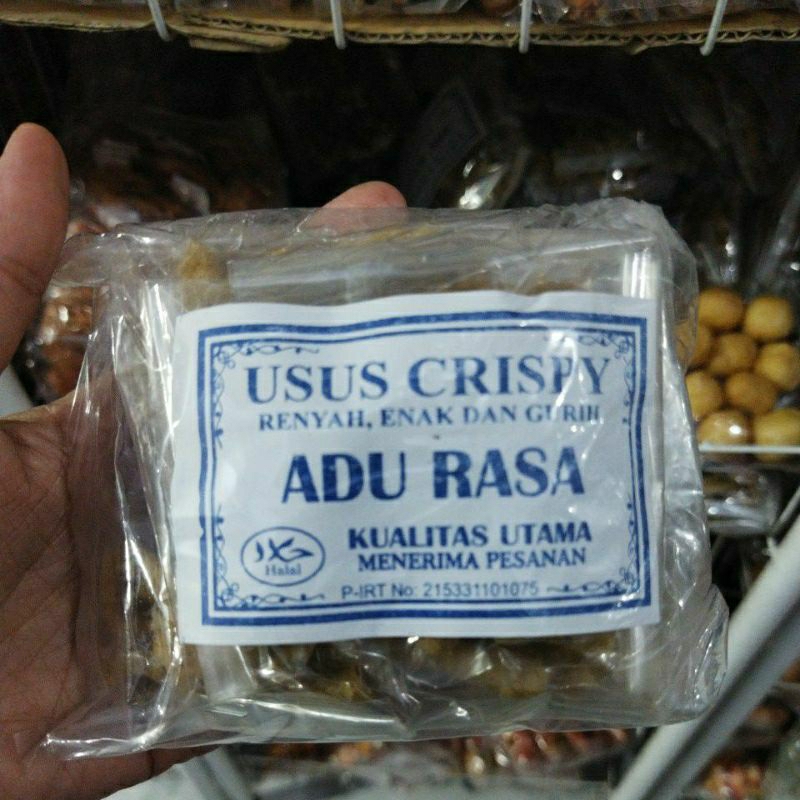 USUS CRISPY
RENYAH, ENAK DAN GURIH
ADU RASA
KUALITAS UTAMA
MENERIMA PESANAN
Halal
P-IRT No: 215331101075